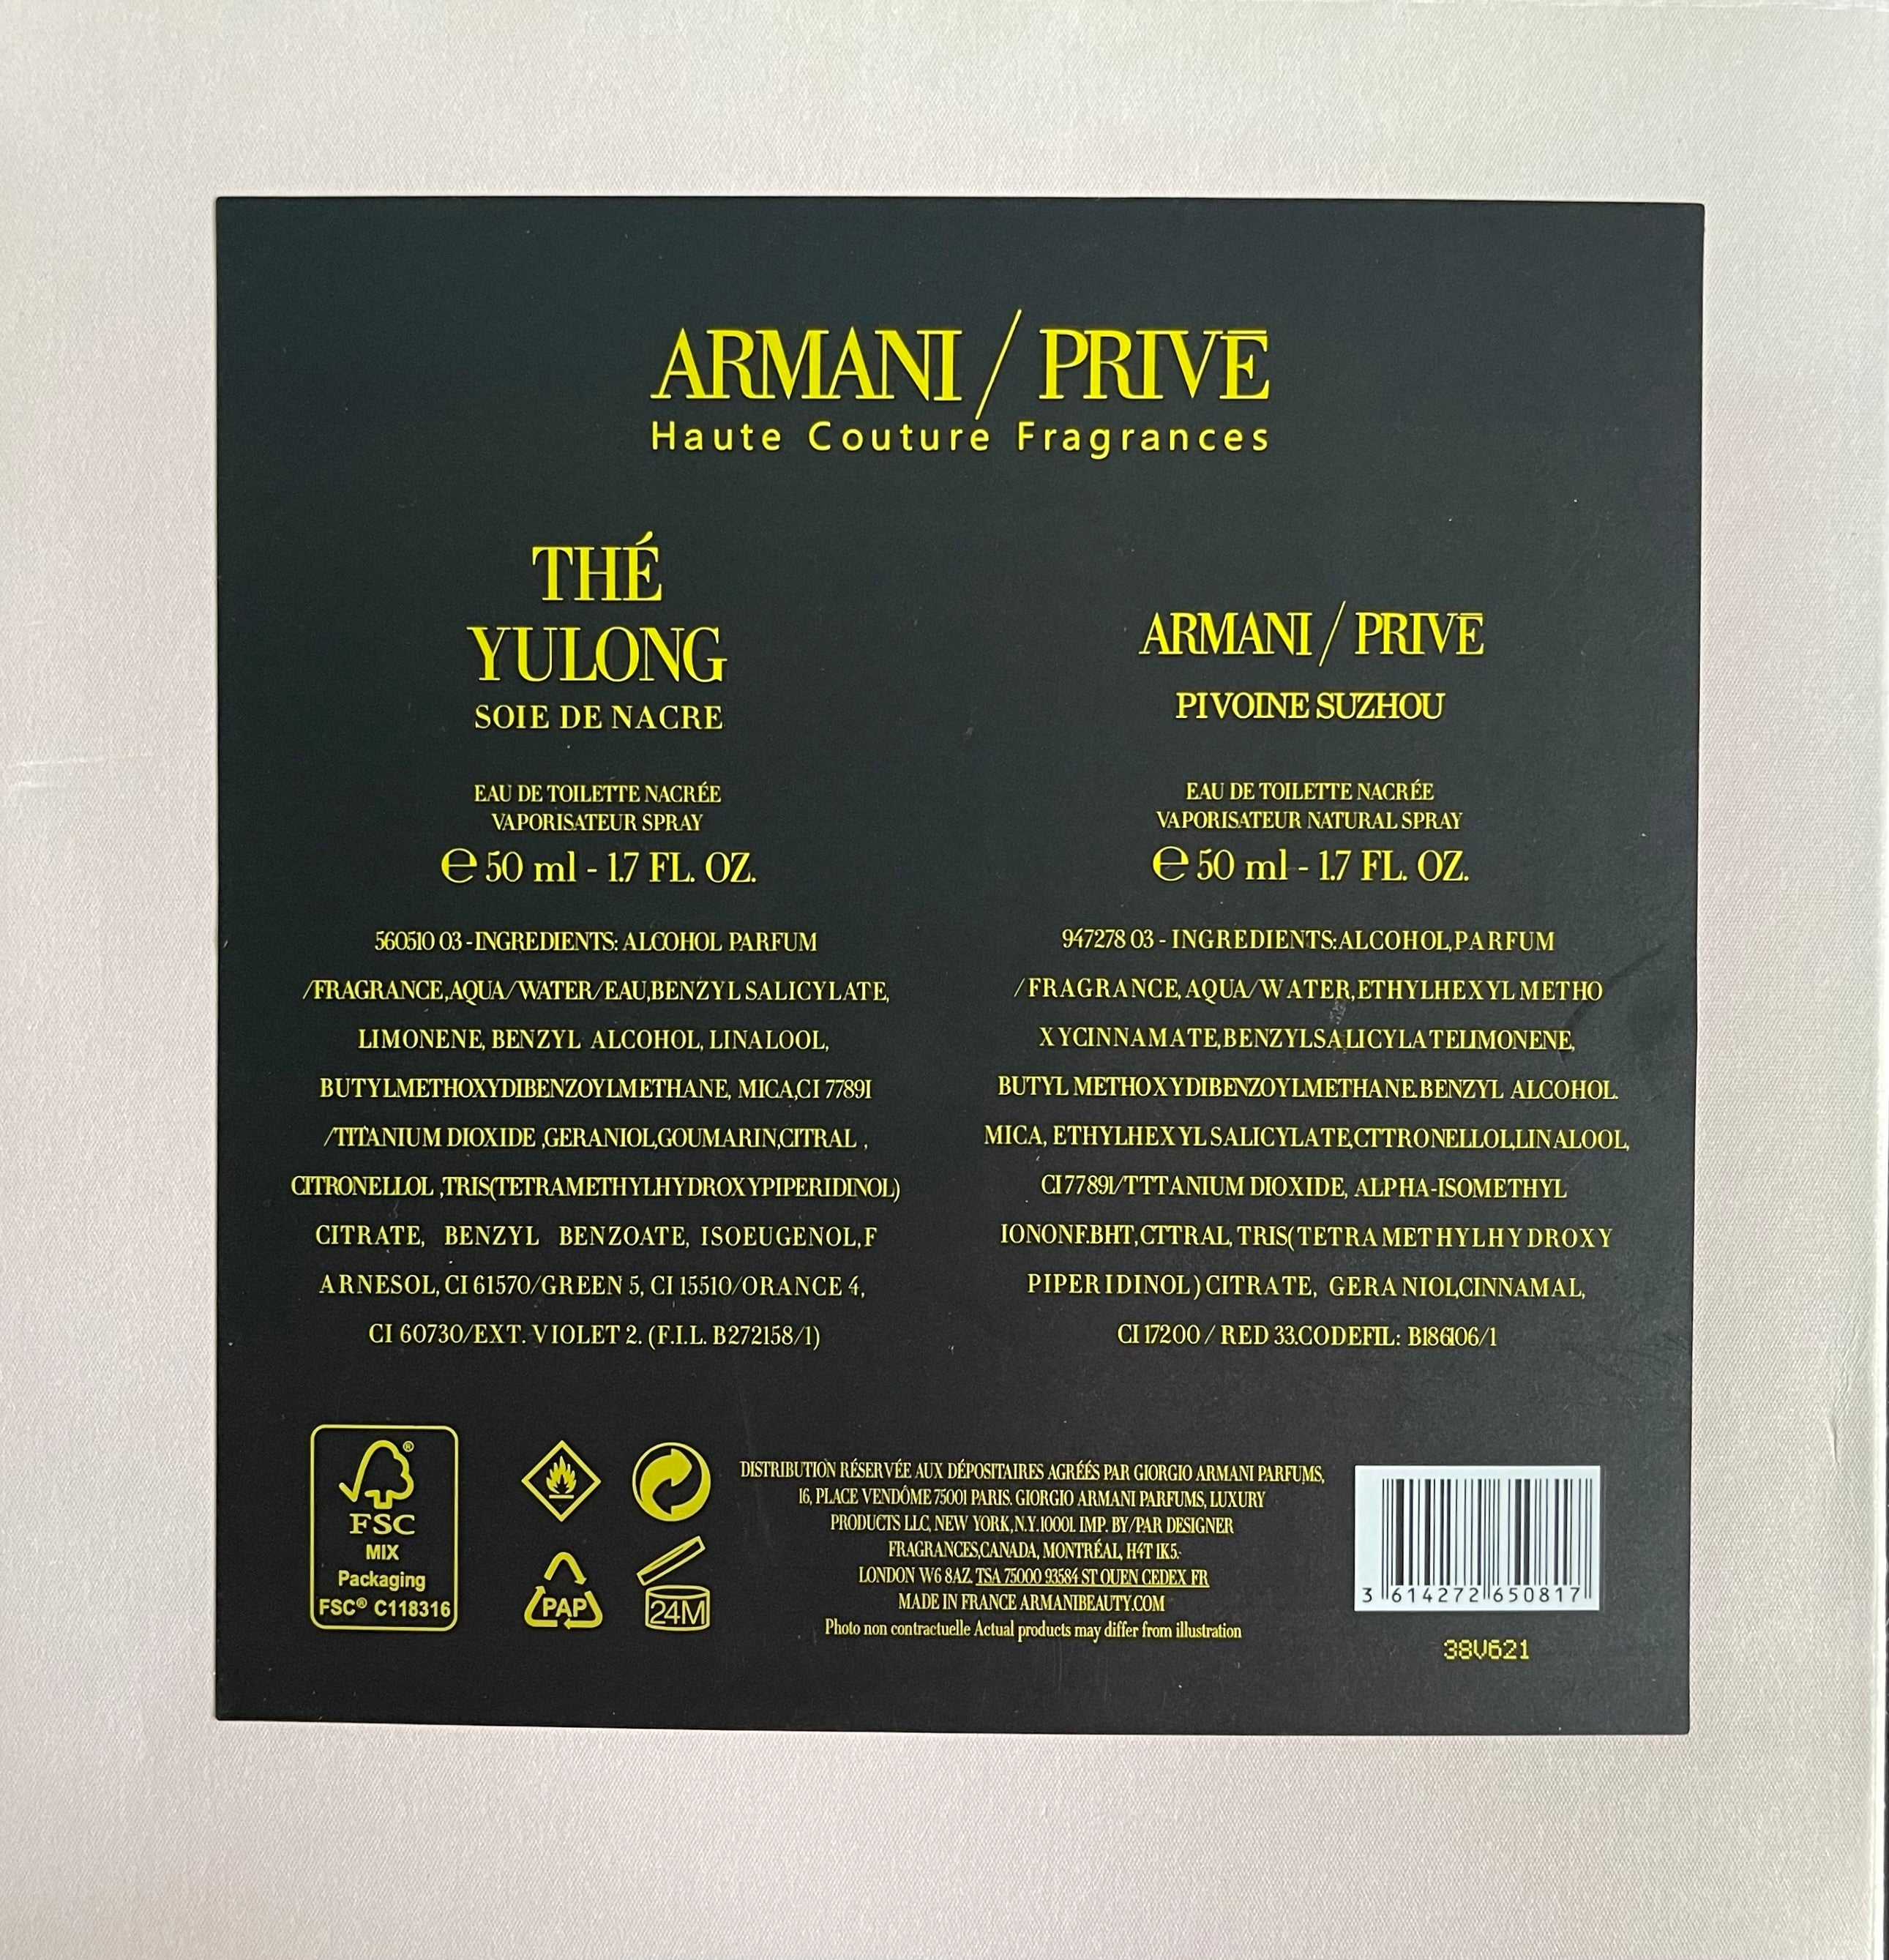 ARMANI / PRIVĒ
Haute Couture Fragrances
THÉ
YULONG
SOIE DE NACRE
EAU DE TOILETTE NACRÉE
VAPORISATEUR SPRAY
℮ 50 ml - 1.7 FL. OZ.
560510 03 - INGREDIENTS: ALCOHOL PARFUM
/FRAGRANCE,AQUA/WATER/EAU,BENZYL SALICYLATE,
LIMONENE, BENZYL ALCOHOL, LINALOOL,
BUTYLMETHOXYDIBENZOYLMETHANE, MICA,CI 77891
/TITANIUM DIOXIDE ,GERANIOL,GOUMARIN,CITRAL ,
CITRONELLOL ,TRIS(TETRAMETHYLHYDROXYPIPERIDINOL)
CITRATE, BENZYL BENZOATE, ISOEUGENOL,F
ARNESOL, CI 61570/GREEN 5, CI 15510/ORANCE 4,
CI 60730/EXT. VIOLET 2. (F.I.L. B272158/1)
ARMANI / PRIVĒ
PIVOINE SUZHOU
EAU DE TOILETTE NACRÉE
VAPORISATEUR NATURAL SPRAY
℮ 50 ml - 1.7 FL. OZ.
947278 03 - INGREDIENTS:ALCOHOL,PARFUM
/FRAGRANCE, AQUA/WATER,ETHYLHEXYL METHO
XYCINNAMATE,BENZYLSALICYLATELIMONENE,
BUTYL METHOXYDIBENZOYLMETHANE.BENZYL ALCOHOL.
MICA, ETHYLHEXYL SALICYLATE,CTTRONELLOL,LINALOOL,
CI 77891/TTTANIUM DIOXIDE, ALPHA-ISOMETHYL
IONONF.BHT,CTTRAL, TRIS(TETRAMETHYLHYDROXY
PIPERIDINOL) CITRATE, GERANIOL,CINNAMAL,
CI 17200 / RED 33.CODEFIL: B186106/1
FSC®
MIX
Packaging
FSC® C118316
PAP
24M
DISTRIBUTION RÉSERVÉE AUX DÉPOSITAIRES AGRÉÉS PAR GIORGIO ARMANI PARFUMS,
16, PLACE VENDÔME 75001 PARIS. GIORGIO ARMANI PARFUMS, LUXURY
PRODUCTS LLC, NEW YORK,N.Y.10001. IMP. BY/PAR DESIGNER
FRAGRANCES,CANADA, MONTRÉAL, H4T 1K5.
LONDON W6 8AZ. TSA 75000 93584 ST OUEN CEDEX FR
MADE IN FRANCE ARMANIBEAUTY.COM
Photo non contractuelle Actual products may differ from illustration
3 614272 650817
38V621